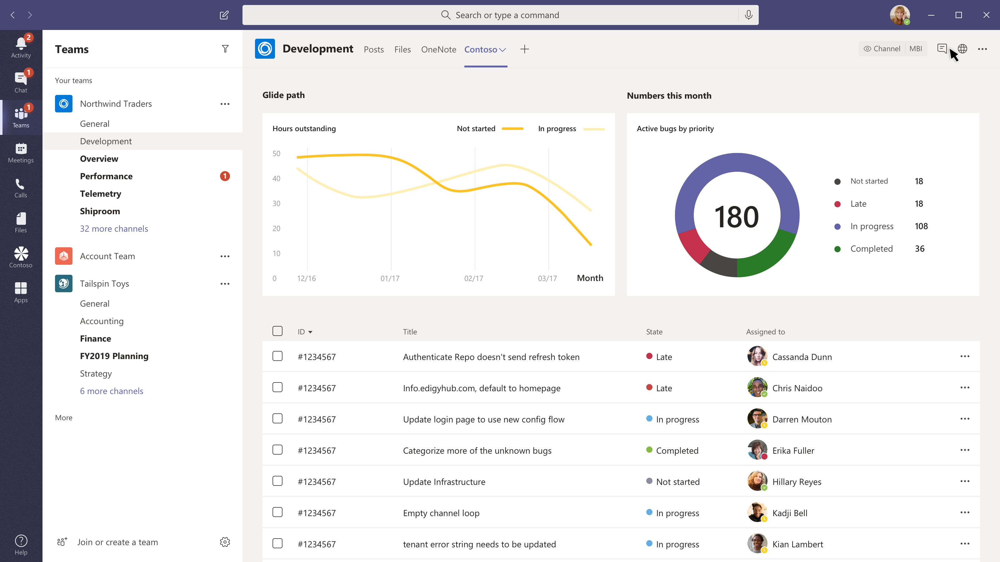 Search or type a command
2
Activity
1
Chat
1
Teams
Meetings
Calls
Files
Contoso
Apps
Help
Teams
Your teams
Northwind Traders
General
Development
Overview
Performance 1
Telemetry
Shiproom
32 more channels
Account Team
Tailspin Toys
General
Accounting
Finance
FY2019 Planning
Strategy
6 more channels
More
Join or create a team
Development Posts Files OneNote Contoso
Channel MBI
Glide path
Hours outstanding Not started In progress
50
40
30
20
10
0 12/16 01/17 02/17 03/17 Month
Numbers this month
Active bugs by priority
180
Not started 18
Late 18
In progress 108
Completed 36
ID Title State Assigned to
#1234567 Authenticate Repo doesn't send refresh token Late Cassanda Dunn
#1234567 Info.edigyhub.com, default to homepage Late Chris Naidoo
#1234567 Update login page to use new config flow In progress Darren Mouton
#1234567 Categorize more of the unknown bugs Completed Erika Fuller
#1234567 Update Infrastructure Not started Hillary Reyes
#1234567 Empty channel loop In progress Kadji Bell
#1234567 tenant error string needs to be updated In progress Kian Lambert